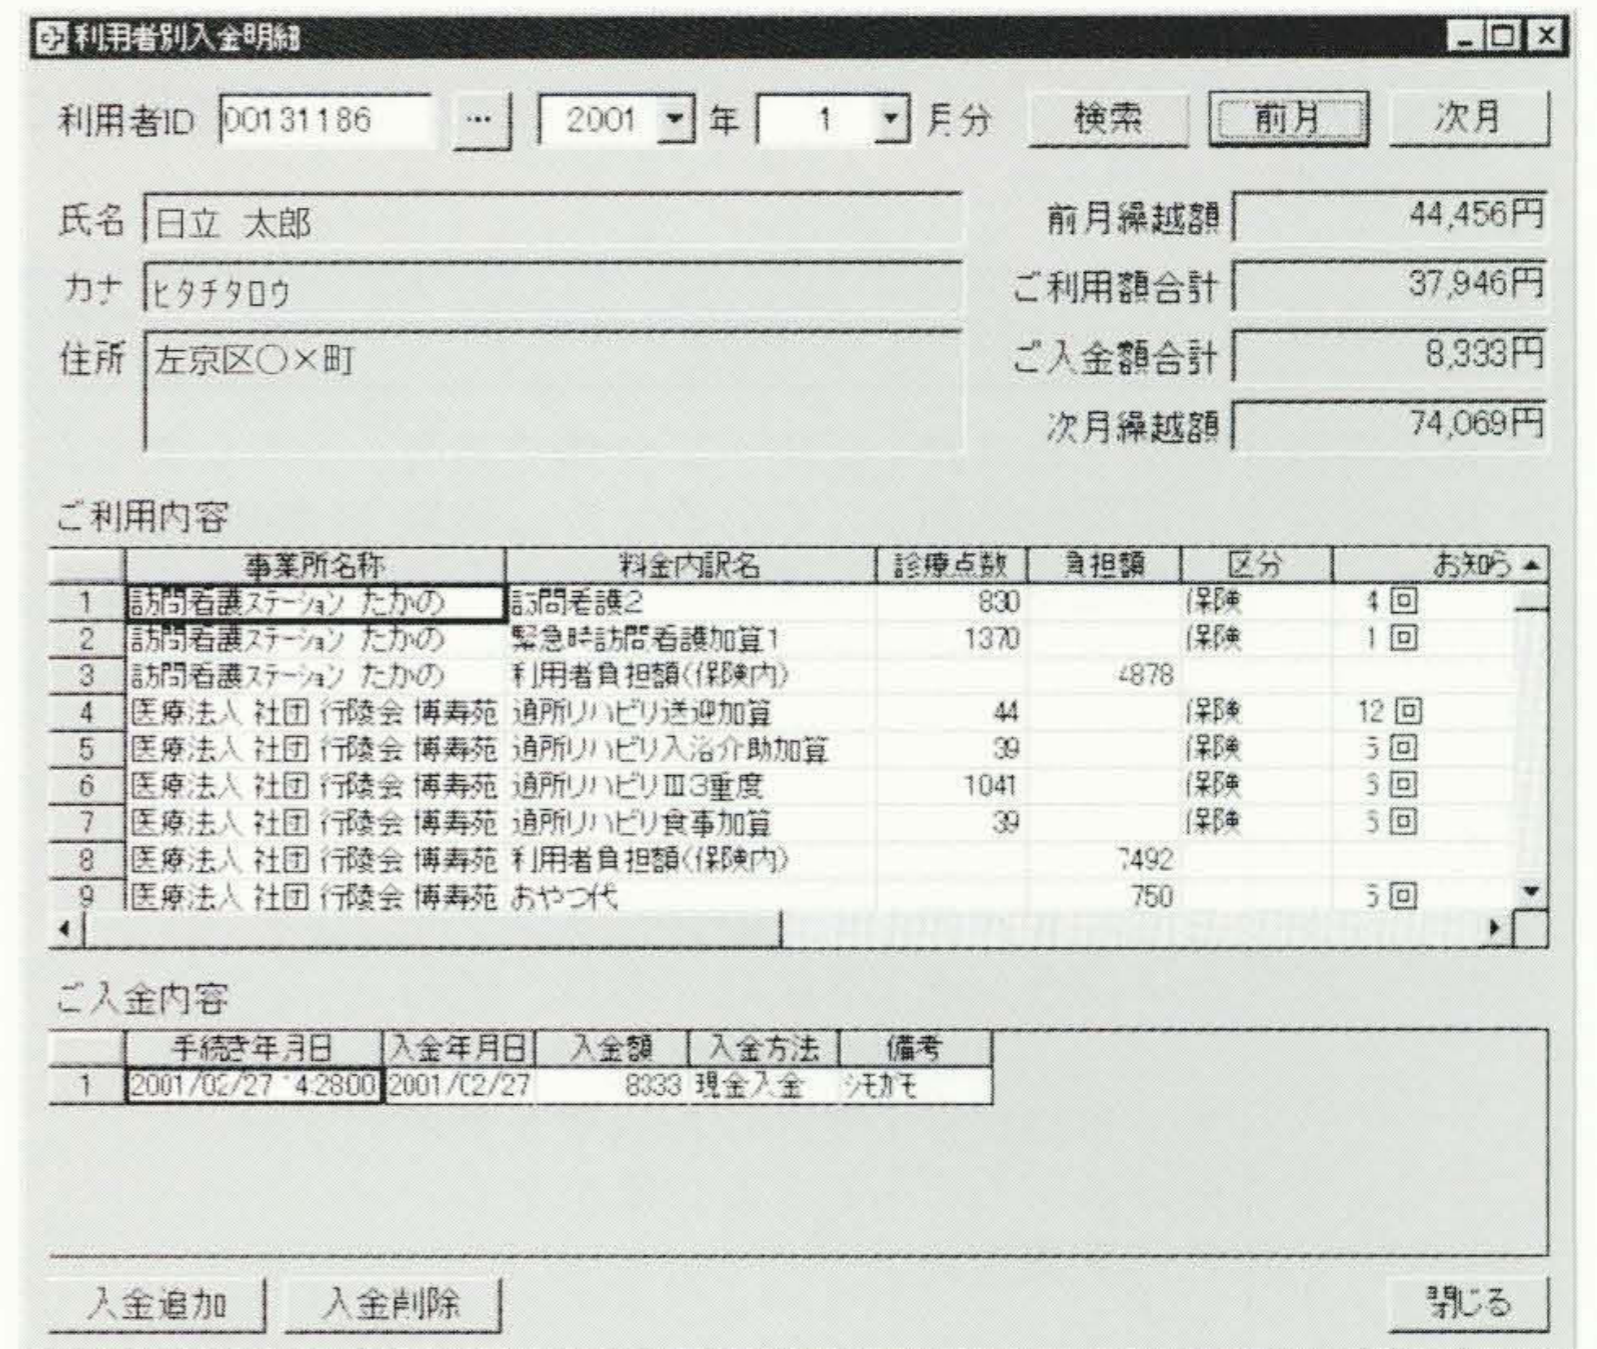 利用者別入金明細
利用者ID 00131186 ... 2001 年 1 月分 検索 前月 次月
氏名 日立 太郎 前月繰越額 44,456円
カナ ヒタチタロウ ご利用額合計 37,946円
住所 左京区○×町 ご入金額合計 8,333円
次月繰越額 74,069円
ご利用内容
事業所名称 料金内訳名 診療点数 負担額 区分 お知ら
1 訪問看護ステーション たかの 訪問看護2 830 保険 4 回
2 訪問看護ステーション たかの 緊急時訪問看護加算1 1370 保険 1 回
3 訪問看護ステーション たかの 利用者負担額(保険内) 4878
4 医療法人 社団 行陵会 博寿苑 通所リハビリ送迎加算 44 保険 12 回
5 医療法人 社団 行陵会 博寿苑 通所リハビリ入浴介助加算 39 保険 回
6 医療法人 社団 行陵会 博寿苑 通所リハビリⅢ3重度 1041 保険 回
7 医療法人 社団 行陵会 博寿苑 通所リハビリ食事加算 39 保険 回
8 医療法人 社団 行陵会 博寿苑 利用者負担額(保険内) 7492
9 医療法人 社団 行陵会 博寿苑 おやつ代 750 回
ご入金内容
手続き年月日 入金年月日 入金額 入金方法 備考
1 2001/02/27 14:28:00 2001/02/27 8333 現金入金 シモガモ
入金追加 入金削除 閉じる